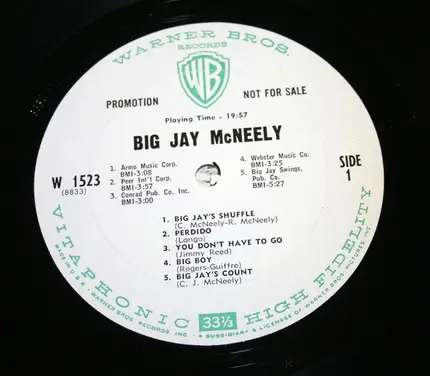 WARNER BROS.
RECORDS
WB
PROMOTION
NOT FOR SALE
Playing Time - 19:57
BIG JAY McNEELY
1. Armo Music Corp.
BMI-3:08
2. Peer Int'l Corp.
BMI-3:57
3. Conrad Pub. Co. Inc.
BMI-3:00
4. Webster Music Co.
BMI-3:25
5. Big Jay Swings,
Pub. Co.
BMI-5:27
W 1523
(8833)
SIDE
1
1. BIG JAY'S SHUFFLE
(C. McNeely-R. McNeely)
2. PERDIDO
(Lango)
3. YOU DON'T HAVE TO GO
(Jimmy Reed)
4. BIG BOY
(Rogers-Guiffre)
5. BIG JAY'S COUNT
(C. J. McNeely)
VITAPHONIC
33⅓
HIGH FIDELITY
MADE IN U.S.A. • WARNER BROS. RECORDS INC. • A SUBSIDIARY & LICENSEE OF WARNER BROS. PICTURES, INC.